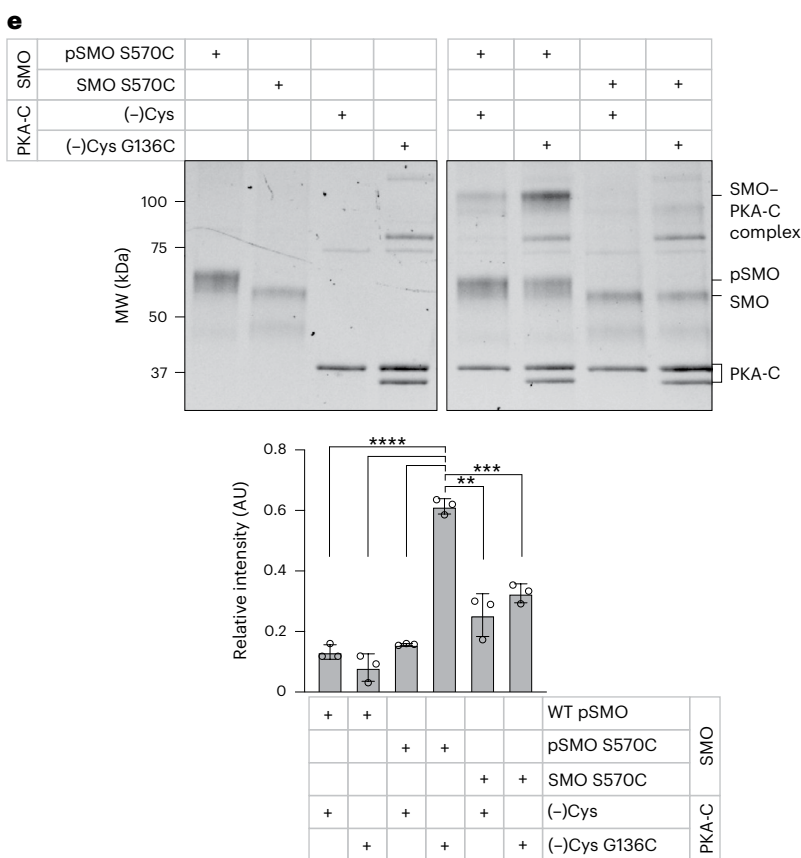 e
SMO
pSMO S570C + + +
SMO S570C + + +
PKA-C
(–)Cys + + +
(–)Cys G136C + + +
MW (kDa)
100
75
50
37
SMO–
PKA-C
complex
pSMO
SMO
PKA-C
Relative intensity (AU)
0.8
0.6
0.4
0.2
0
****
***
**
+ + WT pSMO
+ + pSMO S570C
+ + SMO S570C
SMO
+ + + (–)Cys
+ + + (–)Cys G136C
PKA-C